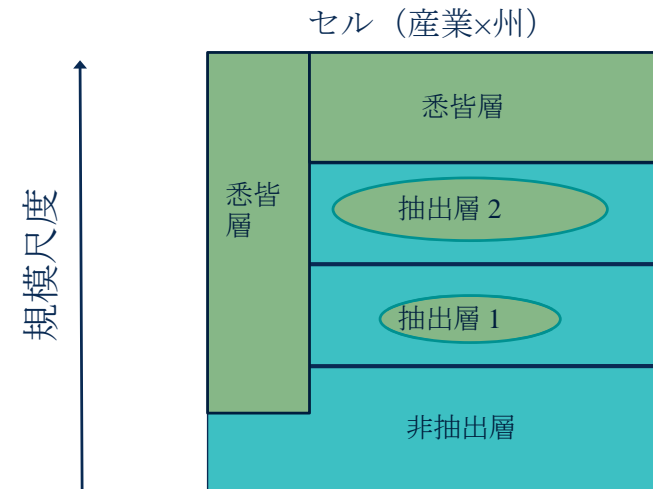 セル（産業×州）
規模尺度
悉皆層
悉皆
層
抽出層 2
抽出層 1
非抽出層